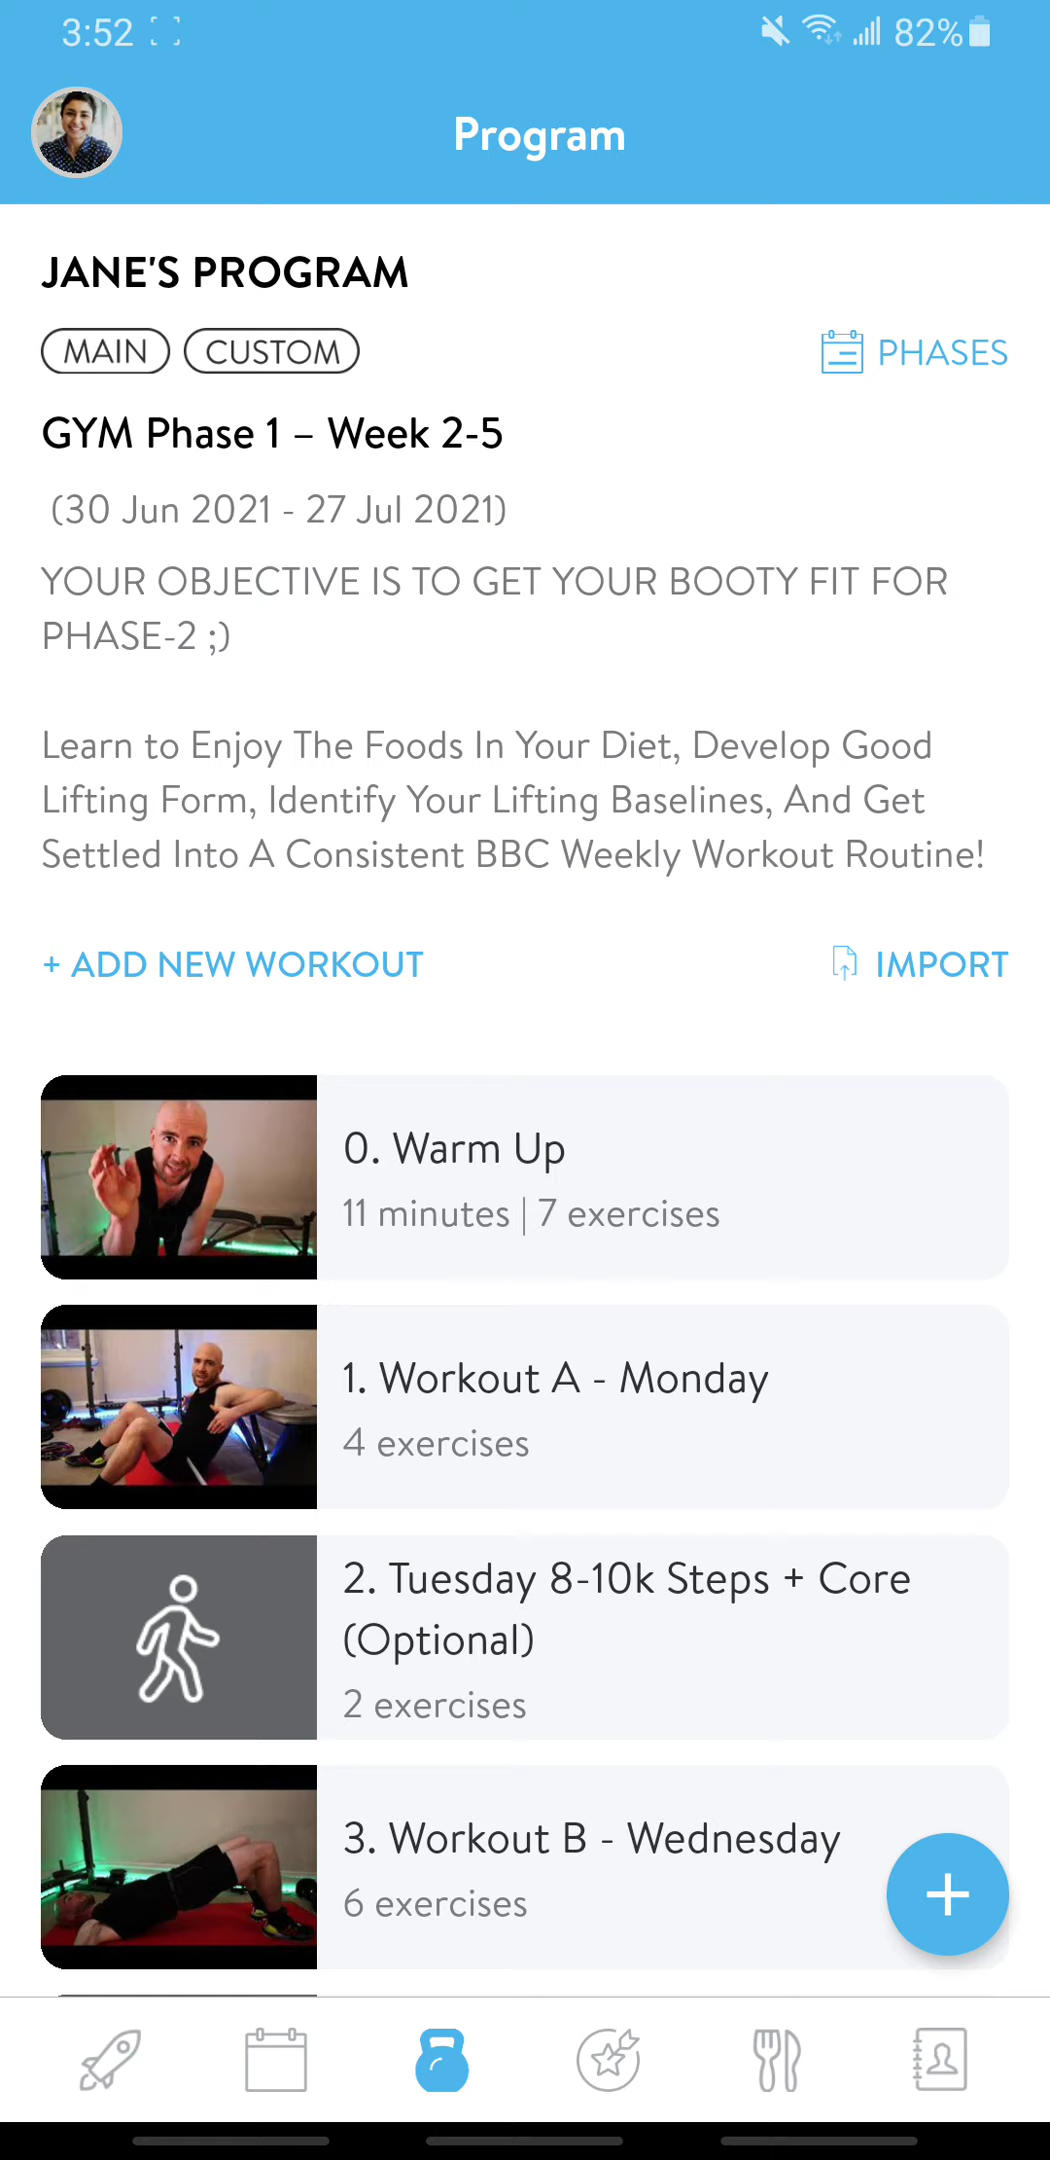 3:52
82%
Program
JANE'S PROGRAM
MAIN
CUSTOM
PHASES
GYM Phase 1 – Week 2-5
(30 Jun 2021 - 27 Jul 2021)
YOUR OBJECTIVE IS TO GET YOUR BOOTY FIT FOR
PHASE-2 ;)
Learn to Enjoy The Foods In Your Diet, Develop Good
Lifting Form, Identify Your Lifting Baselines, And Get
Settled Into A Consistent BBC Weekly Workout Routine!
+ ADD NEW WORKOUT
IMPORT
0. Warm Up
11 minutes | 7 exercises
1. Workout A - Monday
4 exercises
2. Tuesday 8-10k Steps + Core
(Optional)
2 exercises
3. Workout B - Wednesday
6 exercises